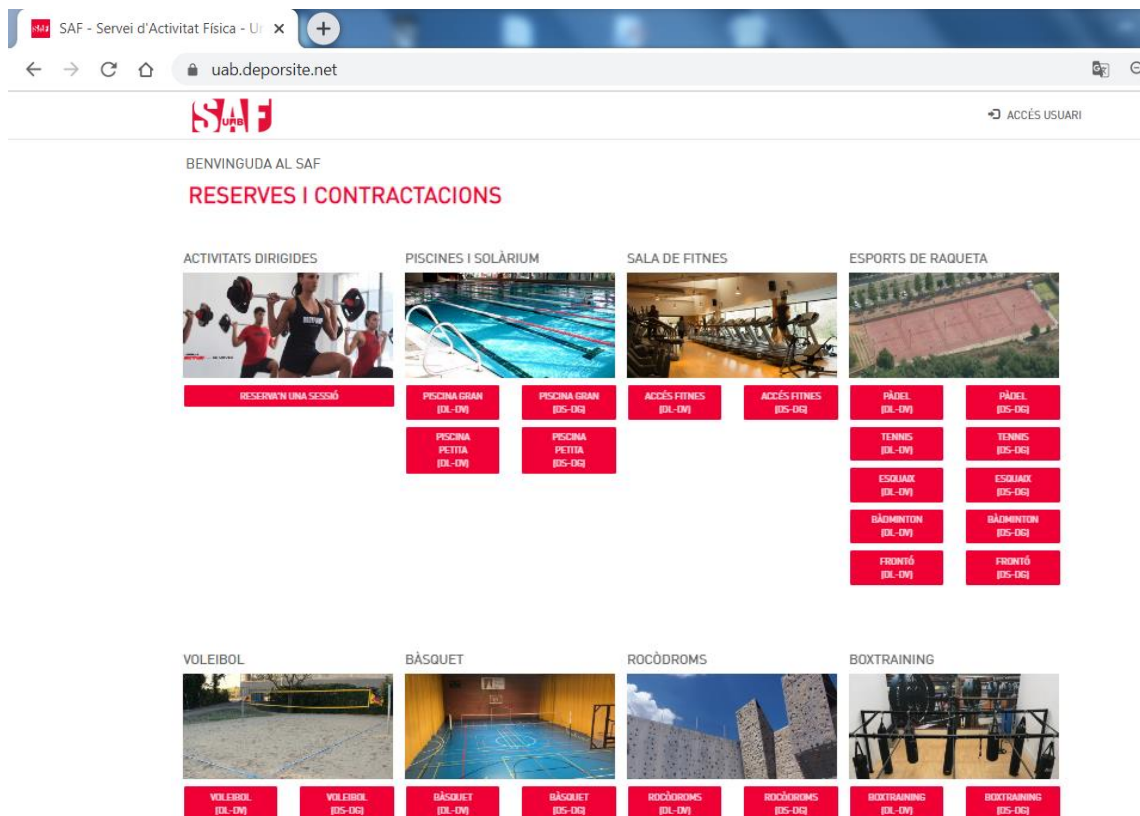 SAF - Servei d'Activitat Física - Un
uab.deporsite.net
SAF UAB
ACCÉS USUARI
BENVINGUDA AL SAF
RESERVES I CONTRACTACIONS
ACTIVITATS DIRIGIDES
PISCINES I SOLÀRIUM
SALA DE FITNES
ESPORTS DE RAQUETA
RESERVA'N UNA SESSIÓ
PISCINA GRAN
(DL-DV)
PISCINA GRAN
(DS-DG)
ACCÉS FITNES
(DL-DV)
ACCÉS FITNES
(DS-DG)
PÀDEL
(DL-DV)
PÀDEL
(DS-DG)
PISCINA
PETITA
(DL-DV)
PISCINA
PETITA
(DS-DG)
TENNIS
(DL-DV)
TENNIS
(DS-DG)
ESQUAIX
(DL-DV)
ESQUAIX
(DS-DG)
BÀDMINTON
(DL-DV)
BÀDMINTON
(DS-DG)
FRONTÓ
(DL-DV)
FRONTÓ
(DS-DG)
VOLEIBOL
BÀSQUET
ROCÒDROMS
BOXTRAINING
VOLEIBOL
(DL-DV)
VOLEIBOL
(DS-DG)
BÀSQUET
(DL-DV)
BÀSQUET
(DS-DG)
ROCÒDROMS
(DL-DV)
ROCÒDROMS
(DS-DG)
BOXTRAINING
(DL-DV)
BOXTRAINING
(DS-DG)